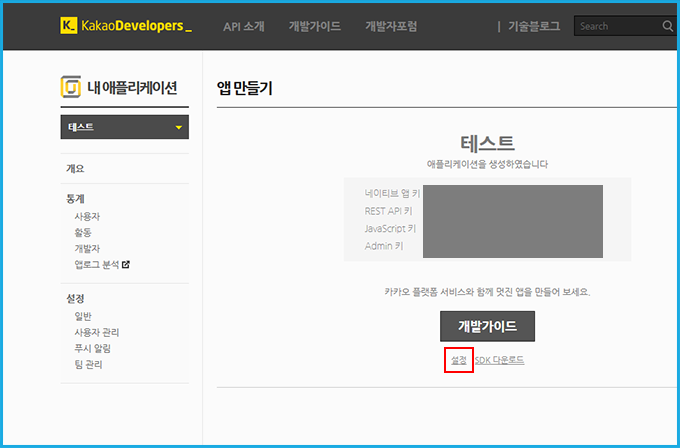 K_ KakaoDevelopers _ API 소개 개발가이드 개발자포럼 | 기술블로그 Search
내 애플리케이션
테스트
개요
통계
사용자
활동
개발자
앱로그 분석
설정
일반
사용자 관리
푸시 알림
팀 관리
앱 만들기
테스트
애플리케이션을 생성하였습니다
네이티브 앱 키
REST API 키
JavaScript 키
Admin 키
카카오 플랫폼 서비스와 함께 멋진 앱을 만들어 보세요.
개발가이드
설정 SDK 다운로드